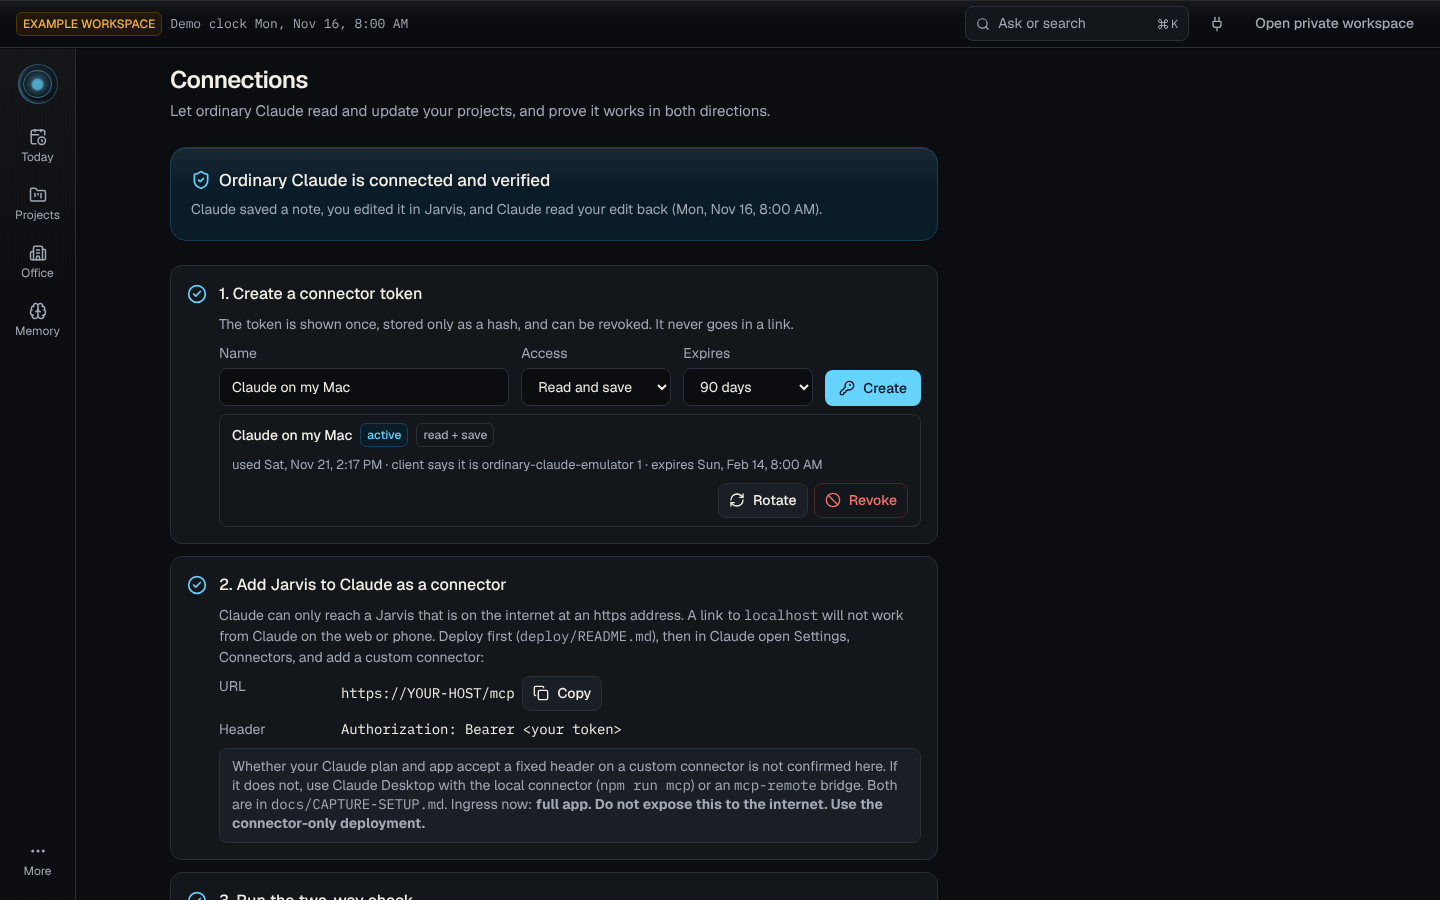 EXAMPLE WORKSPACE Demo clock Mon, Nov 16, 8:00 AM
Ask or search ⌘K
Open private workspace
Today
Projects
Office
Memory
More
Connections
Let ordinary Claude read and update your projects, and prove it works in both directions.
Ordinary Claude is connected and verified
Claude saved a note, you edited it in Jarvis, and Claude read your edit back (Mon, Nov 16, 8:00 AM).
1. Create a connector token
The token is shown once, stored only as a hash, and can be revoked. It never goes in a link.
Name Access Expires
Claude on my Mac Read and save 90 days Create
Claude on my Mac active read + save
used Sat, Nov 21, 2:17 PM · client says it is ordinary-claude-emulator 1 · expires Sun, Feb 14, 8:00 AM
Rotate Revoke
2. Add Jarvis to Claude as a connector
Claude can only reach a Jarvis that is on the internet at an https address. A link to localhost will not work
from Claude on the web or phone. Deploy first (deploy/README.md), then in Claude open Settings,
Connectors, and add a custom connector:
URL https://YOUR-HOST/mcp Copy
Header Authorization: Bearer <your token>
Whether your Claude plan and app accept a fixed header on a custom connector is not confirmed here. If
it does not, use Claude Desktop with the local connector (npm run mcp) or an mcp-remote bridge. Both
are in docs/CAPTURE-SETUP.md. Ingress now: full app. Do not expose this to the internet. Use the
connector-only deployment.
3. Run the two-way check